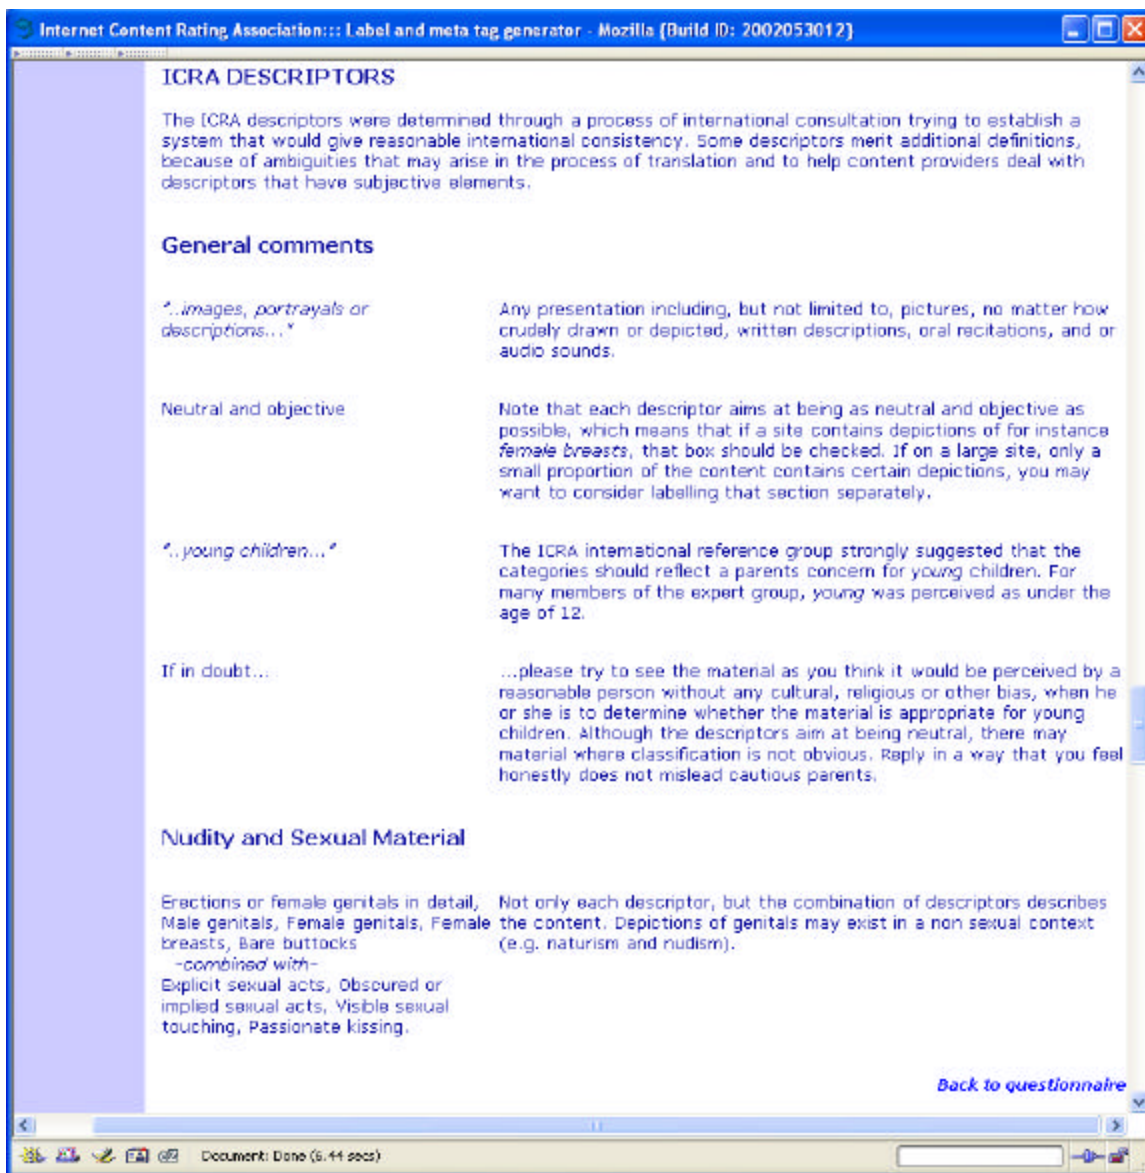 Internet Content Rating Association::: Label and meta tag generator - Mozilla {Build ID: 2002053012}
ICRA DESCRIPTORS
The ICRA descriptors were determined through a process of international consultation trying to establish a
system that would give reasonable international consistency. Some descriptors merit additional definitions,
because of ambiguities that may arise in the process of translation and to help content providers deal with
descriptors that have subjective elements.
General comments
"..images, portrayals or
descriptions..."
Any presentation including, but not limited to, pictures, no matter how
crudely drawn or depicted, written descriptions, oral recitations, and or
audio sounds.
Neutral and objective
Note that each descriptor aims at being as neutral and objective as
possible, which means that if a site contains depictions of for instance
female breasts, that box should be checked. If on a large site, only a
small proportion of the content contains certain depictions, you may
want to consider labelling that section separately.
"..young children..."
The ICRA international reference group strongly suggested that the
categories should reflect a parents concern for young children. For
many members of the expert group, young was perceived as under the
age of 12.
If in doubt...
...please try to see the material as you think it would be perceived by a
reasonable person without any cultural, religious or other bias, when he
or she is to determine whether the material is appropriate for young
children. Although the descriptors aim at being neutral, there may
material where classification is not obvious. Reply in a way that you feel
honestly does not mislead cautious parents.
Nudity and Sexual Material
Erections or female genitals in detail,
Male genitals, Female genitals, Female
breasts, Bare buttocks
-combined with-
Explicit sexual acts, Obscured or
implied sexual acts, Visible sexual
touching, Passionate kissing.
Not only each descriptor, but the combination of descriptors describes
the content. Depictions of genitals may exist in a non sexual context
(e.g. naturism and nudism).
Back to questionnaire
Document: Done (6.44 secs)